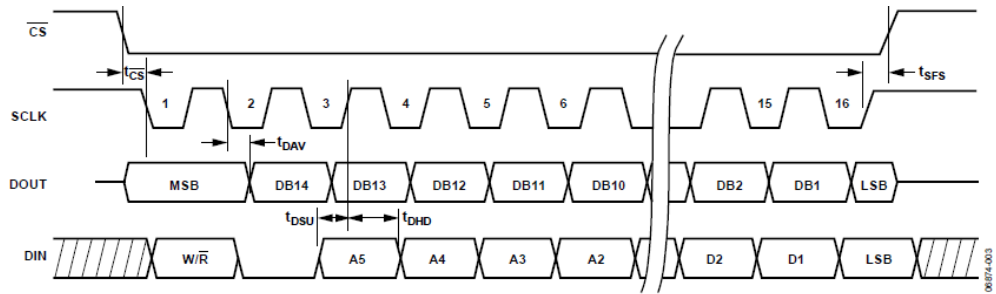 CS
tCS
tSFS
SCLK
1 2 3 4 5 6 15 16
tDAV
DOUT
MSB DB14 DB13 DB12 DB11 DB10 DB2 DB1 LSB
tDSU tDHD
DIN
W/R A5 A4 A3 A2 D2 D1 LSB
06874-003